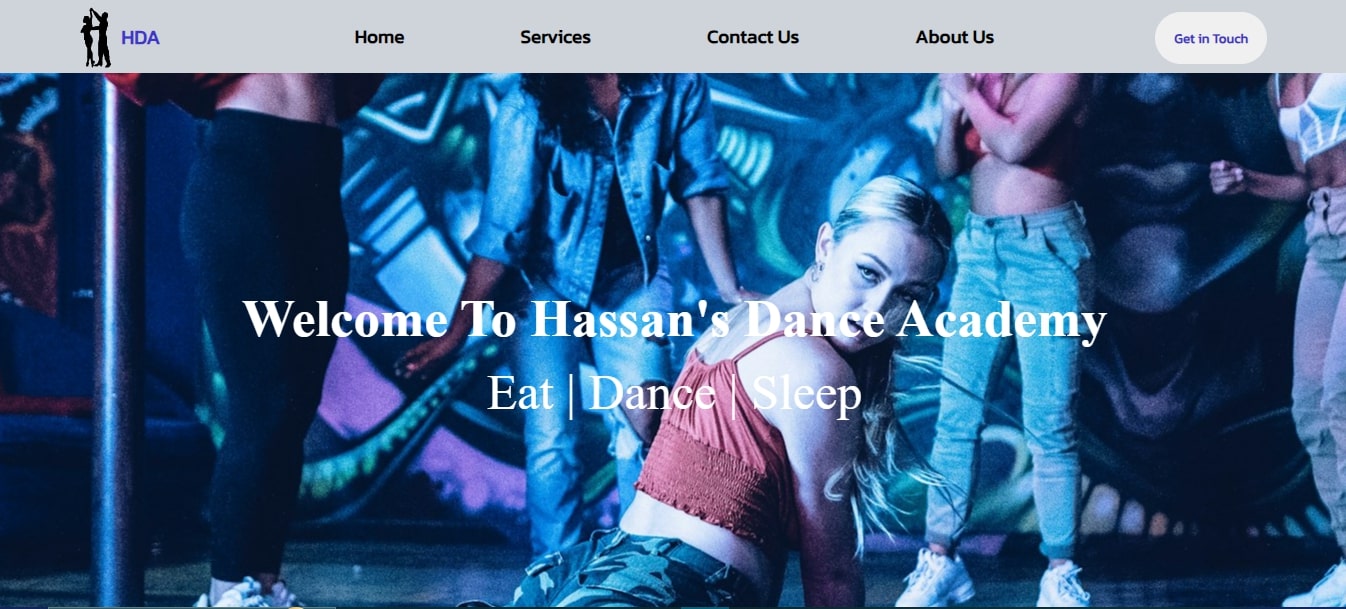 HDA Home Services Contact Us About Us Get in Touch
Welcome To Hassan's Dance Academy
Eat | Dance | Sleep